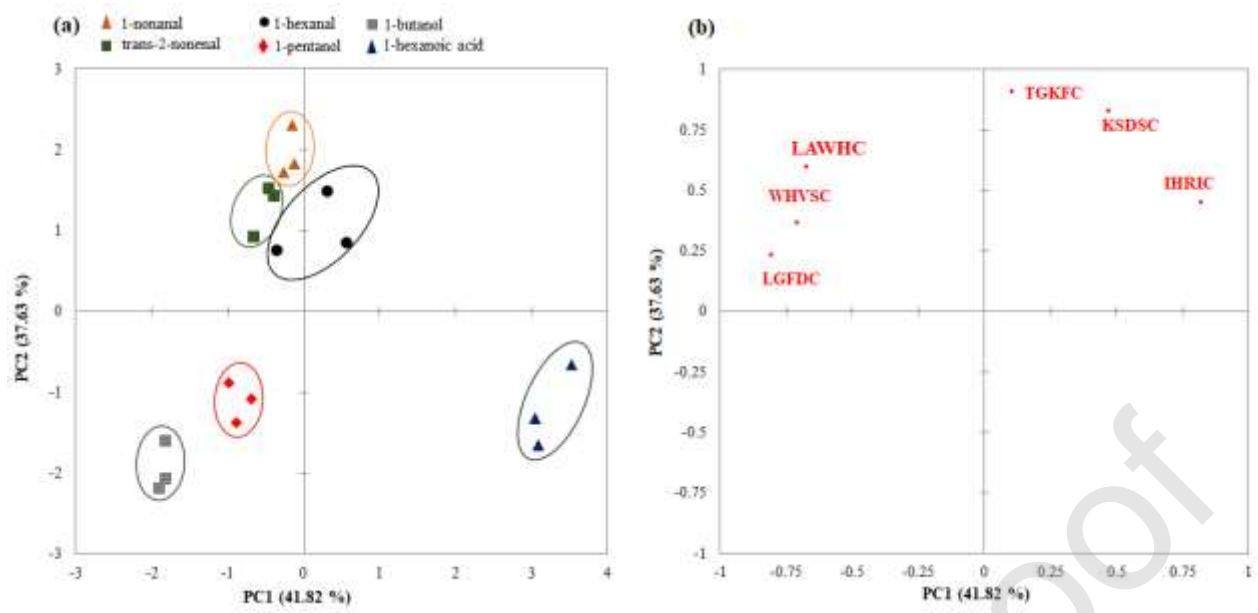 (a)
1-nonanal
1-hexanal
1-butanol
trans-2-nonenal
1-pentanol
1-hexanoic acid
3
2
1
0
-1
-2
-3
PC2 (37.63 %)
-3
-2
-1
0
1
2
3
4
PC1 (41.82 %)
(b)
1
0.75
0.5
0.25
0
-0.25
-0.5
-0.75
-1
PC2 (37.63 %)
TGKFC
KSDSC
LAWHC
IHRIC
WHVSC
LGFDC
-1
-0.75
-0.5
-0.25
0
0.25
0.5
0.75
1
PC1 (41.82 %)
oof